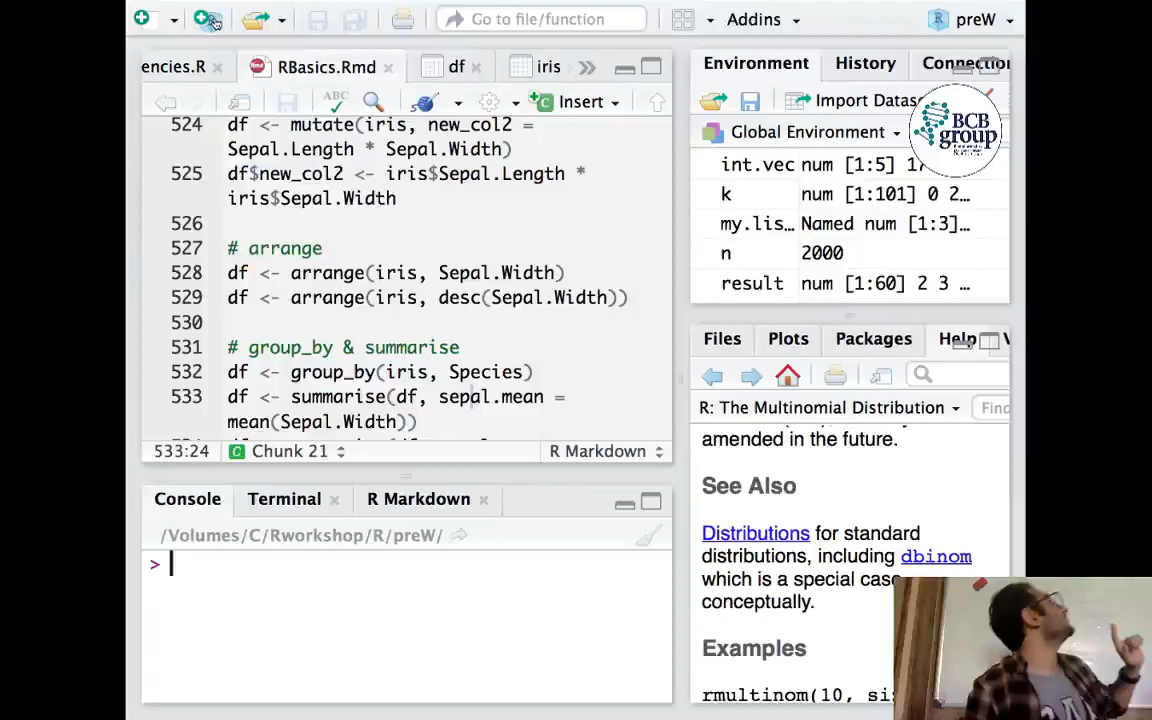 Go to file/function
Addins
preW
encies.R
RBasics.Rmd
df
iris
ABC
Insert
524 df <- mutate(iris, new_col2 =
Sepal.Length * Sepal.Width)
525 df$new_col2 <- iris$Sepal.Length *
iris$Sepal.Width
526
527 # arrange
528 df <- arrange(iris, Sepal.Width)
529 df <- arrange(iris, desc(Sepal.Width))
530
531 # group_by & summarise
532 df <- group_by(iris, Species)
533 df <- summarise(df, sepal.mean =
mean(Sepal.Width))
533:24 Chunk 21 R Markdown
Console Terminal R Markdown
/Volumes/C/Rworkshop/R/preW/
>
Environment History Connection
Import Datas
BCB
group
Global Environment
int.vec num [1:5] 1
k num [1:101] 0 2…
my.lis… Named num [1:3]…
n 2000
result num [1:60] 2 3 …
Files Plots Packages Help
R: The Multinomial Distribution Find
amended in the future.
See Also
Distributions for standard
distributions, including dbinom
which is a special case
conceptually.
Examples
rmultinom(10, si